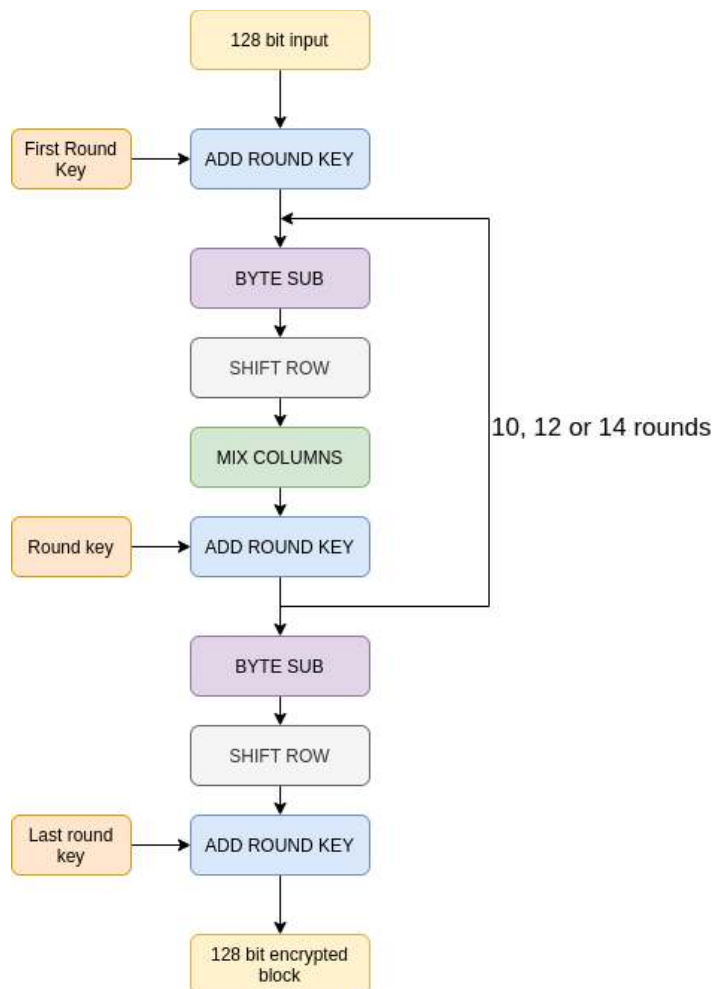 128 bit input
First Round
Key
ADD ROUND KEY
BYTE SUB
SHIFT ROW
MIX COLUMNS
10, 12 or 14 rounds
Round key
ADD ROUND KEY
BYTE SUB
SHIFT ROW
Last round
key
ADD ROUND KEY
128 bit encrypted
block